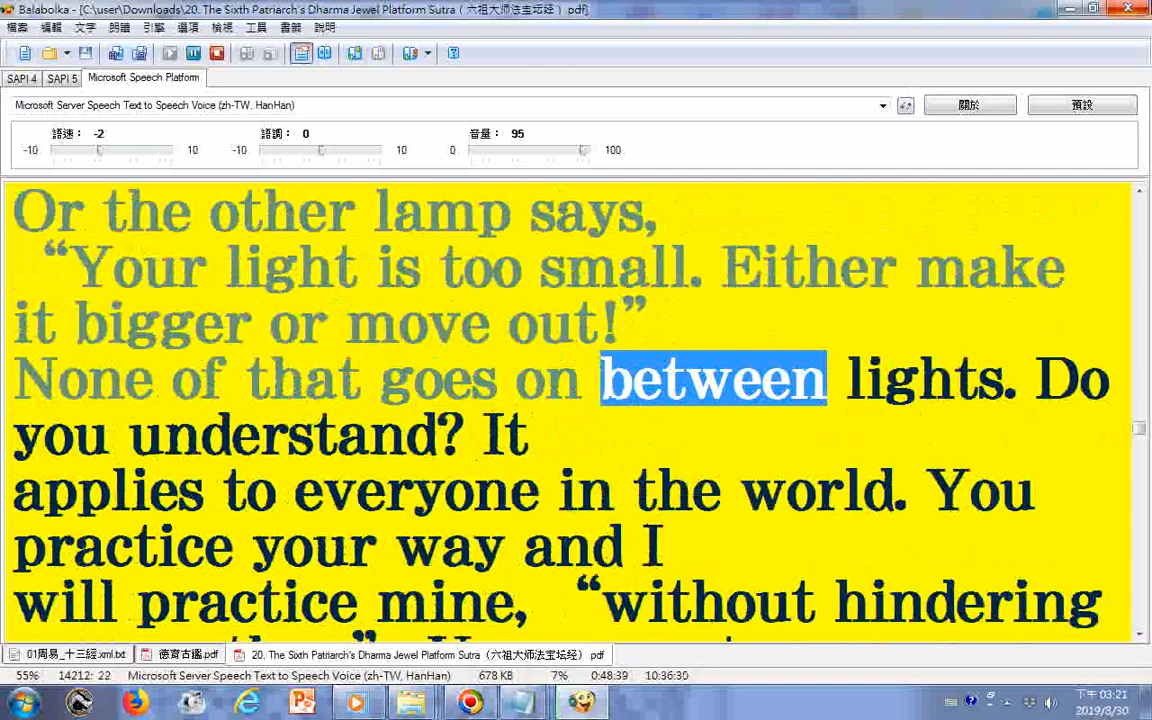 Balabolka - [C:\user\Downloads\20. The Sixth Patriarch's Dharma Jewel Platform Sutra（六祖大师法宝坛经）.pdf]
檔案 編輯 文字 朗讀 引擎 選項 檢視 工具 書籤 說明
SAPI 4 SAPI 5 Microsoft Speech Platform
Microsoft Server Speech Text to Speech Voice (zh-TW, HanHan) 關於 預設
語速： -2 語調： 0 音量： 95
-10 10 -10 10 0 100
Or the other lamp says,
“Your light is too small. Either make
it bigger or move out!”
None of that goes on between lights. Do
you understand? It
applies to everyone in the world. You
practice your way and I
will practice mine, “without hindering
01周易_十三經.xml.txt 德育古鑑.pdf 20. The Sixth Patriarch's Dharma Jewel Platform Sutra（六祖大师法宝坛经）.pdf
55% 14212: 22 Microsoft Server Speech Text to Speech Voice (zh-TW, HanHan) 678 KB 7% 0:48:39 10:36:30
下午 03:21
2019/8/30